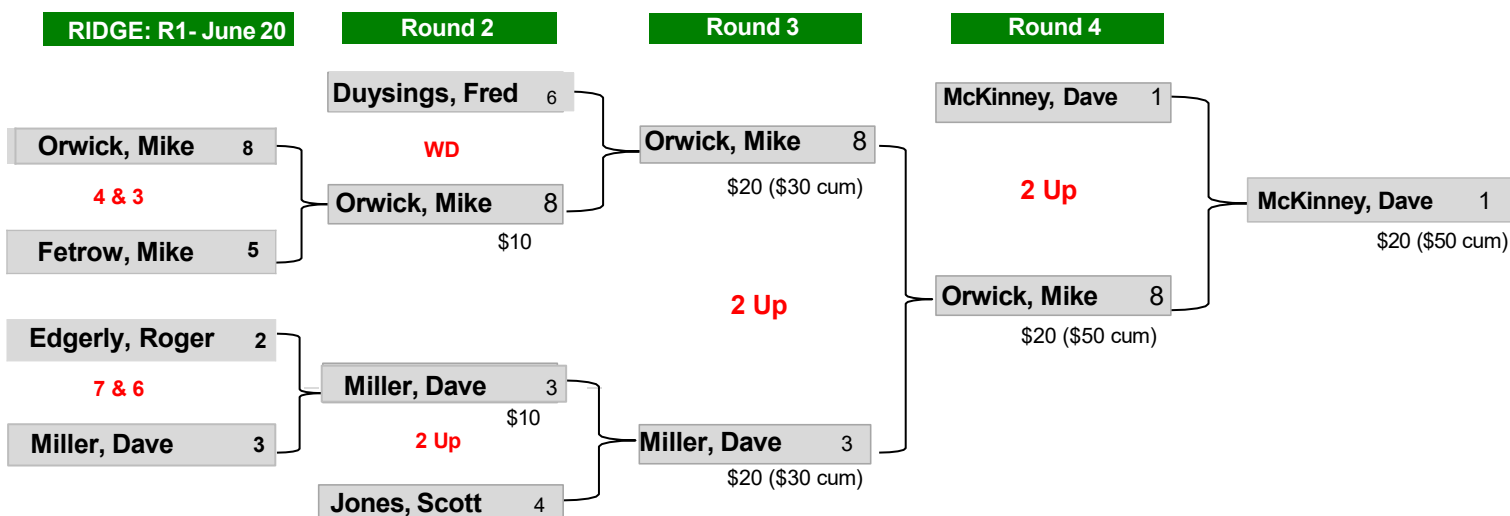 RIDGE: R1- June 20
Round 2
Round 3
Round 4
Duysings, Fred 6
WD
Orwick, Mike 8
4 & 3
Fetrow, Mike 5
Orwick, Mike 8
$10
Edgerly, Roger 2
7 & 6
Miller, Dave 3
Miller, Dave 3
$10
2 Up
Jones, Scott 4
Orwick, Mike 8
$20 ($30 cum)
2 Up
Miller, Dave 3
$20 ($30 cum)
McKinney, Dave 1
2 Up
Orwick, Mike 8
$20 ($50 cum)
McKinney, Dave 1
$20 ($50 cum)